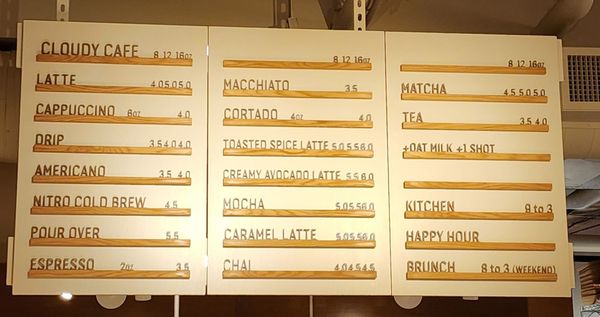 CLOUDY CAFE 8 12 16oz
LATTE 4.0 5.0 5.0
CAPPUCCINO 6oz 4.0
DRIP 3.5 4.0 4.0
AMERICANO 3.5 4.0
NITRO COLD BREW 4.5
POUR OVER 5.5
ESPRESSO 2oz 3.5
8 12 16oz
MACCHIATO 3.5
CORTADO 4oz 4.0
TOASTED SPICE LATTE 5.0 5.5 6.0
CREAMY AVOCADO LATTE 5.5 6.0
MOCHA 5.0 5.5 6.0
CARAMEL LATTE 5.0 5.5 6.0
CHAI 4.0 4.5 4.5
8 12 16oz
MATCHA 4.5 5.0 5.0
TEA 3.5 4.0
+OAT MILK +1 SHOT
KITCHEN 8 to 3
HAPPY HOUR
BRUNCH 8 to 3 (WEEKEND)